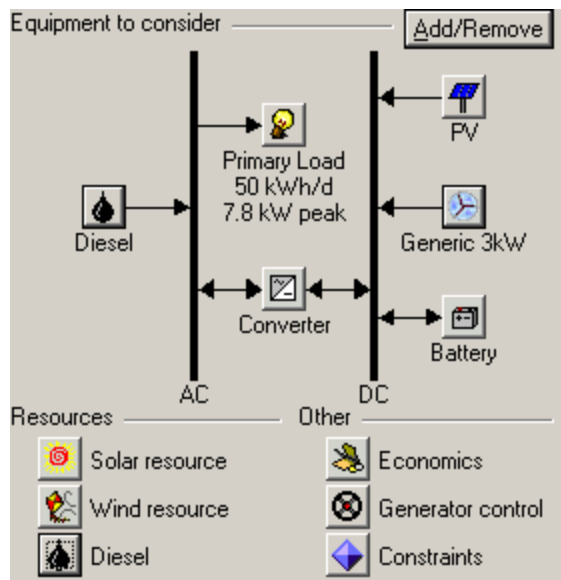 Equipment to consider
Add/Remove
PV
Primary Load
50 kWh/d
7.8 kW peak
Diesel
Generic 3kW
Converter
Battery
AC
DC
Resources
Other
Solar resource
Economics
Wind resource
Generator control
Diesel
Constraints